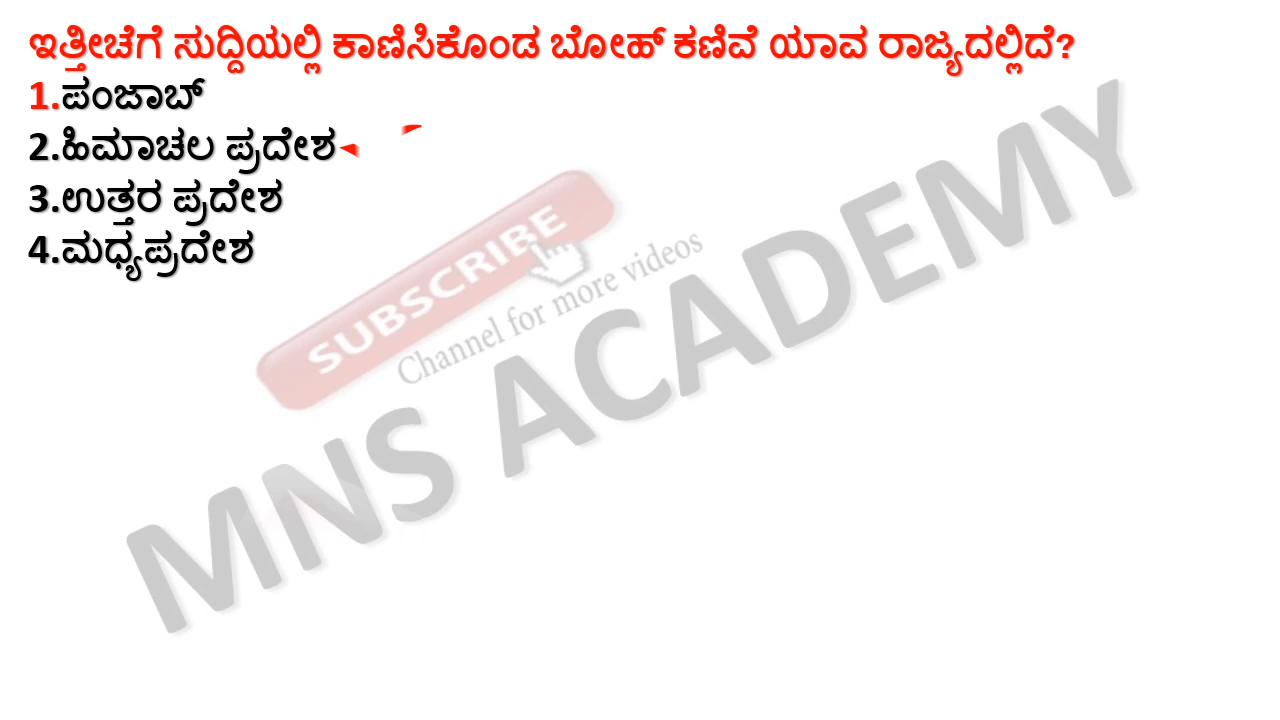 ಇತ್ತೀಚೆಗೆ ಸುದ್ದಿಯಲ್ಲಿ ಕಾಣಿಸಿಕೊಂಡ ಬೋಹ್ ಕಣಿವೆ ಯಾವ ರಾಜ್ಯದಲ್ಲಿದೆ?
1.ಪಂಜಾಬ್
2.ಹಿಮಾಚಲ ಪ್ರದೇಶ
3.ಉತ್ತರ ಪ್ರದೇಶ
4.ಮಧ್ಯಪ್ರದೇಶ
SUBSCRIBE
Channel for more videos
MNS ACADEMY